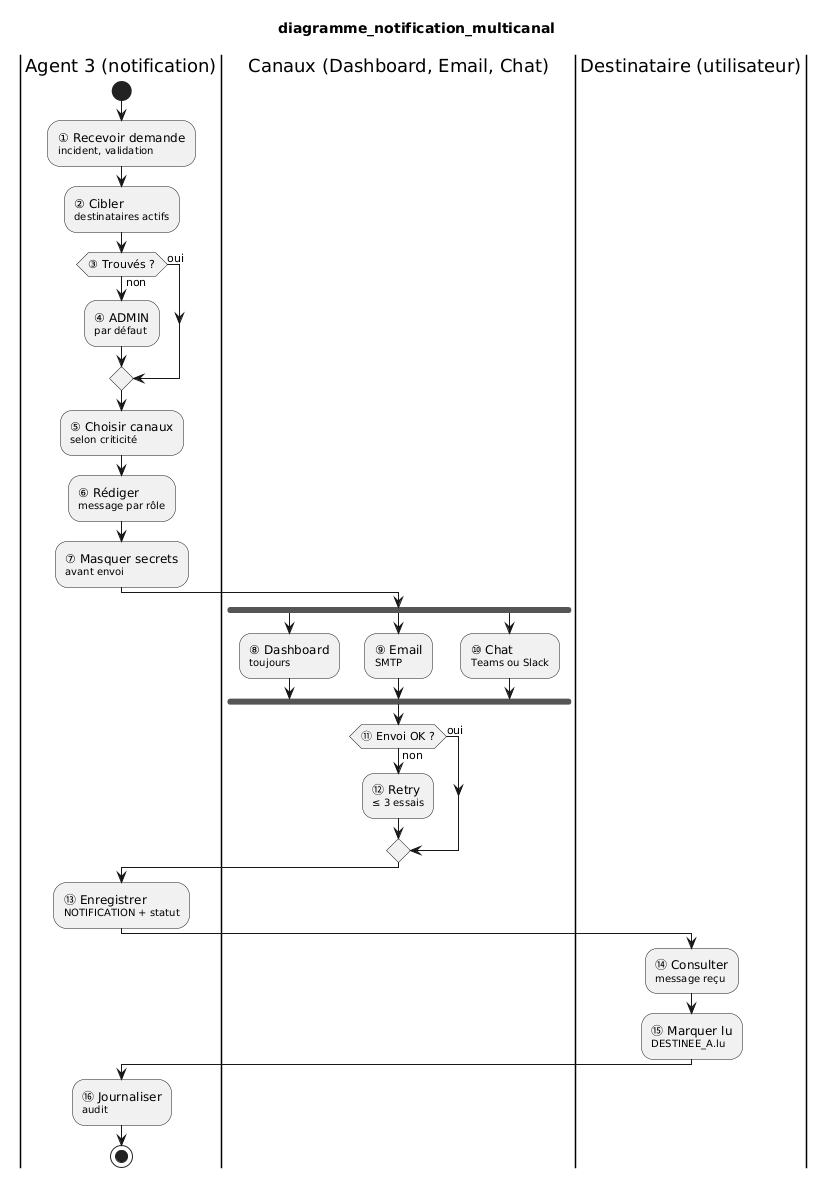 diagramme_notification_multicanal
Agent 3 (notification)
Canaux (Dashboard, Email, Chat)
Destinataire (utilisateur)
① Recevoir demande
incident, validation
② Cibler
destinataires actifs
③ Trouvés ?
oui
non
④ ADMIN
par défaut
⑤ Choisir canaux
selon criticité
⑥ Rédiger
message par rôle
⑦ Masquer secrets
avant envoi
⑧ Dashboard
toujours
⑨ Email
SMTP
⑩ Chat
Teams ou Slack
⑪ Envoi OK ?
oui
non
⑫ Retry
≤ 3 essais
⑬ Enregistrer
NOTIFICATION + statut
⑭ Consulter
message reçu
⑮ Marquer lu
DESTINEE_A.lu
⑯ Journaliser
audit